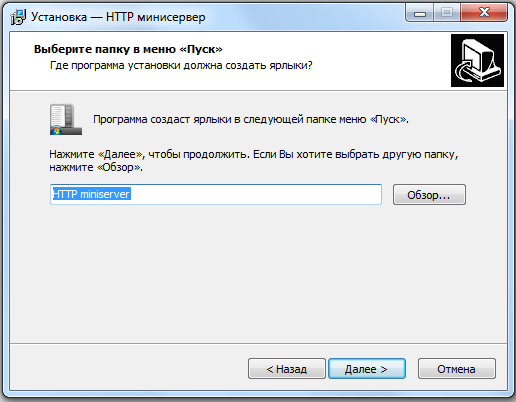 Установка — HTTP минисервер
Выберите папку в меню «Пуск»
Где программа установки должна создать ярлыки?
Программа создаст ярлыки в следующей папке меню «Пуск».
Нажмите «Далее», чтобы продолжить. Если Вы хотите выбрать другую папку,
нажмите «Обзор».
HTTP miniserver
Обзор...
< Назад
Далее >
Отмена